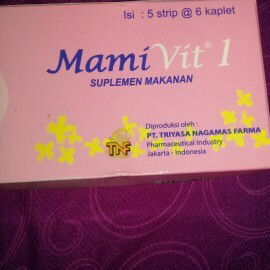 Isi : 5 strip @ 6 kaplet
MamiVit® 1
SUPLEMEN MAKANAN
Diproduksi oleh :
PT. TRIYASA NAGAMAS FARMA
Pharmaceutical Industry
Jakarta - Indonesia
TNF